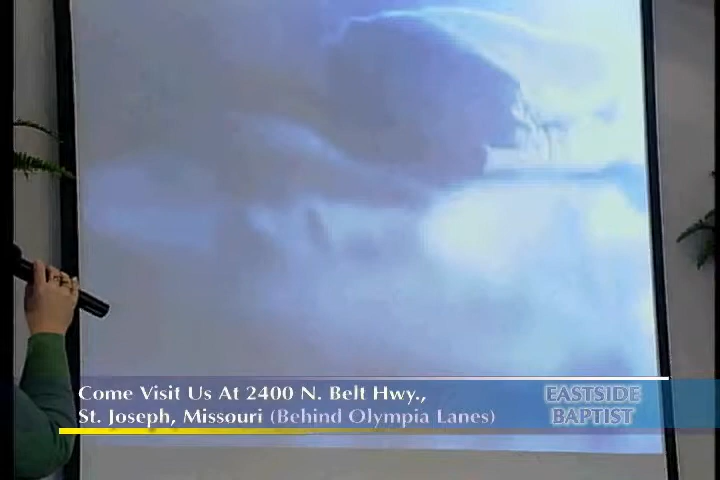 Come Visit Us At 2400 N. Belt Hwy.,
St. Joseph, Missouri (Behind Olympia Lanes)
EASTSIDE
BAPTIST